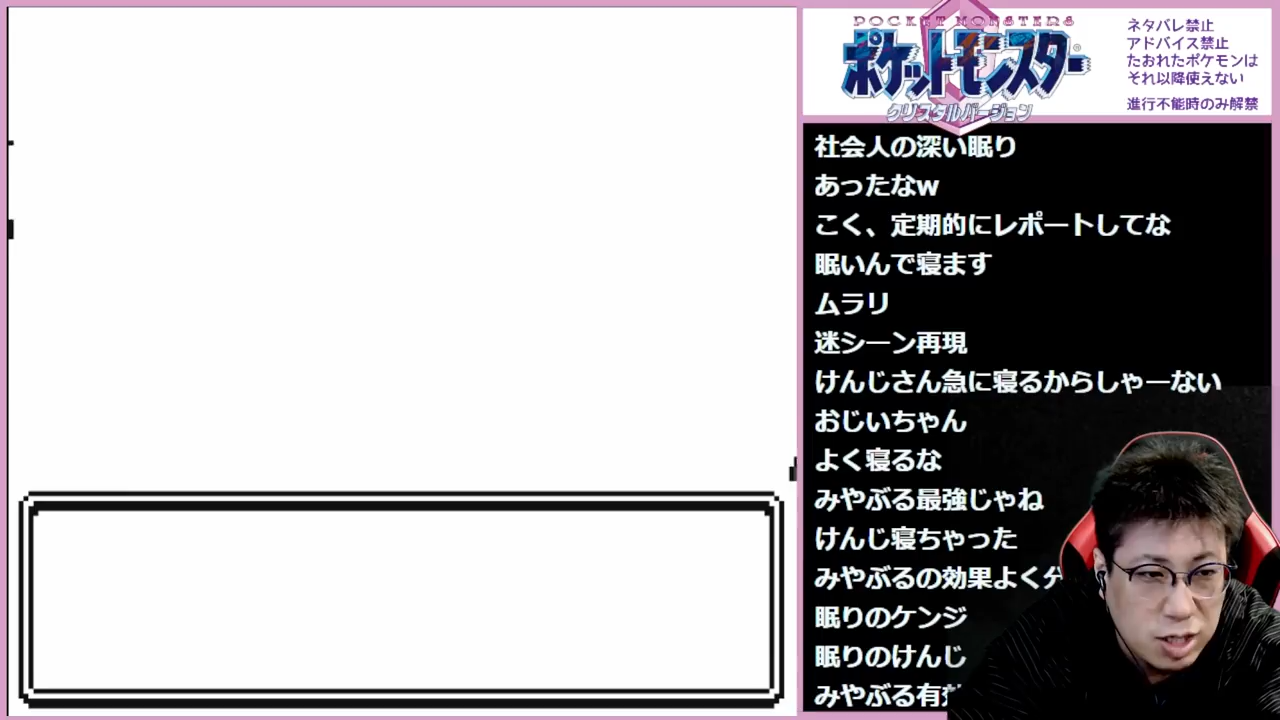 POCKET MONSTERS
ポケットモンスター
クリスタルバージョン
ネタバレ禁止
アドバイス禁止
たおれたポケモンは
それ以降使えない
進行不能時のみ解禁
社会人の深い眠り
あったなw
こく、定期的にレポートしてな
眠いんで寝ます
ムラリ
迷シーン再現
けんじさん急に寝るからしゃーない
おじいちゃん
よく寝るな
みやぶる最強じゃね
けんじ寝ちゃった
みやぶるの効果よく
眠りのケンジ
眠りのけんじ
みやぶる有